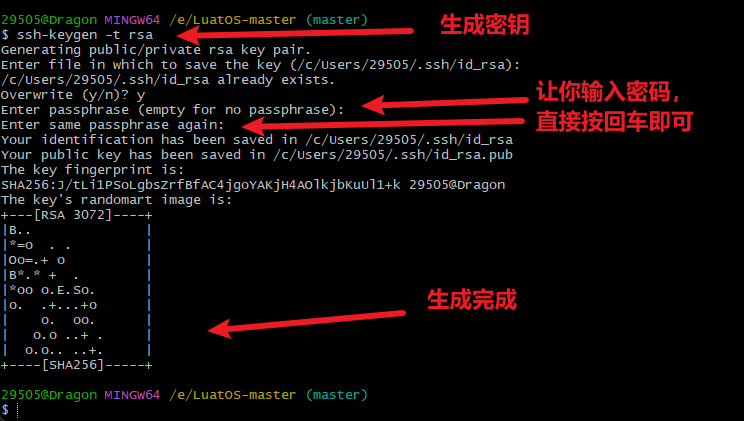 29505@Dragon MINGW64 /e/LuatOS-master (master)
$ ssh-keygen -t rsa
生成密钥
Generating public/private rsa key pair.
Enter file in which to save the key (/c/Users/29505/.ssh/id_rsa):
/c/Users/29505/.ssh/id_rsa already exists.
Overwrite (y/n)? y
Enter passphrase (empty for no passphrase):
Enter same passphrase again:
让你输入密码，
直接按回车即可
Your identification has been saved in /c/Users/29505/.ssh/id_rsa
Your public key has been saved in /c/Users/29505/.ssh/id_rsa.pub
The key fingerprint is:
SHA256:J/tLi1PSoLgbsZrfBfAC4jgoYAKjH4AOlkjbKuUl1+k 29505@Dragon
The key's randomart image is:
+---[RSA 3072]----+
|B..              |
|*=o  . .         |
|Oo=.+ o          |
|B*.* +  .        |
|*oo o.E.So.      |
|o.  .+...+o      |
|     o.  oo.     |
|    o.o ..+ .    |
|   o.o.. ..+.    |
+----[SHA256]-----+
生成完成
29505@Dragon MINGW64 /e/LuatOS-master (master)
$